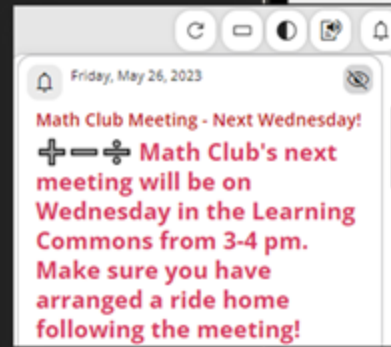 Friday, May 26, 2023
Math Club Meeting - Next Wednesday!
➕➖➗ Math Club's next
meeting will be on
Wednesday in the Learning
Commons from 3-4 pm.
Make sure you have
arranged a ride home
following the meeting!